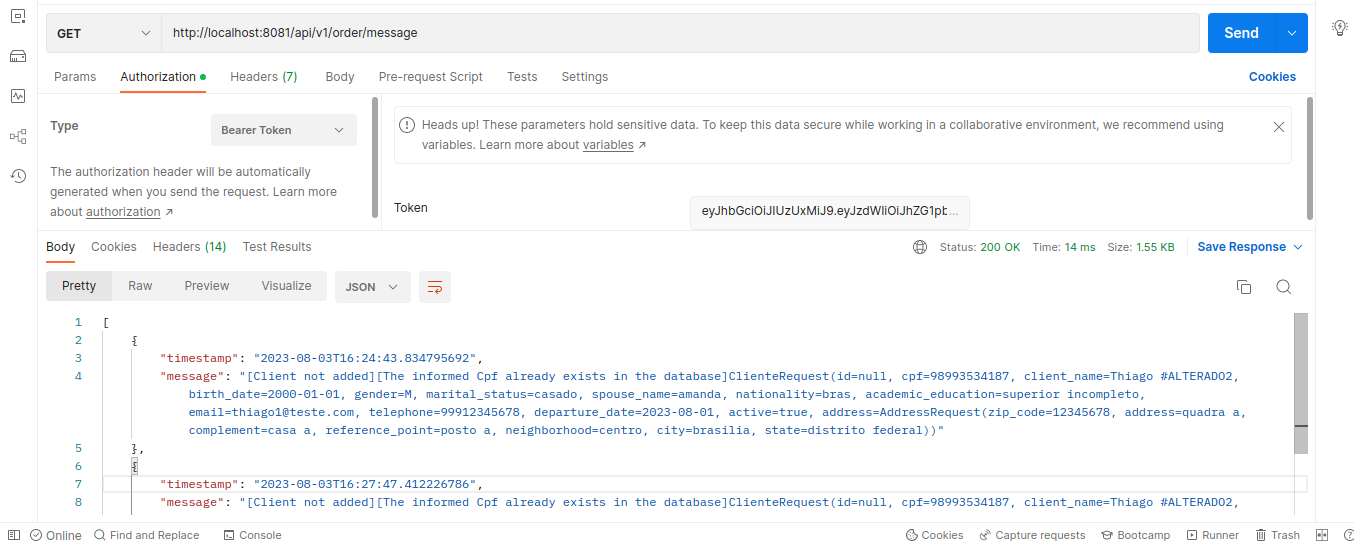 GET http://localhost:8081/api/v1/order/message Send
Params Authorization Headers (7) Body Pre-request Script Tests Settings Cookies
Type Bearer Token
The authorization header will be automatically
generated when you send the request. Learn more
about authorization ↗
Heads up! These parameters hold sensitive data. To keep this data secure while working in a collaborative environment, we recommend using
variables. Learn more about variables ↗
Token eyJhbGciOiJIUzUxMiJ9.eyJzdWIiOiJhZG1pb...
Body Cookies Headers (14) Test Results Status: 200 OK Time: 14 ms Size: 1.55 KB Save Response
Pretty Raw Preview Visualize JSON
1 [
2 {
3 "timestamp": "2023-08-03T16:24:43.834795692",
4 "message": "[Client not added][The informed Cpf already exists in the database]ClienteRequest(id=null, cpf=98993534187, client_name=Thiago #ALTERADO2,
birth_date=2000-01-01, gender=M, marital_status=casado, spouse_name=amanda, nationality=bras, academic_education=superior incompleto,
email=thiago1@teste.com, telephone=99912345678, departure_date=2023-08-01, active=true, address=AddressRequest(zip_code=12345678, address=quadra a,
complement=casa a, reference_point=posto a, neighborhood=centro, city=brasilia, state=distrito federal))"
5 },
6 {
7 "timestamp": "2023-08-03T16:27:47.412226786",
8 "message": "[Client not added][The informed Cpf already exists in the database]ClienteRequest(id=null, cpf=98993534187, client_name=Thiago #ALTERADO2,
Online Find and Replace Console Cookies Capture requests Bootcamp Runner Trash